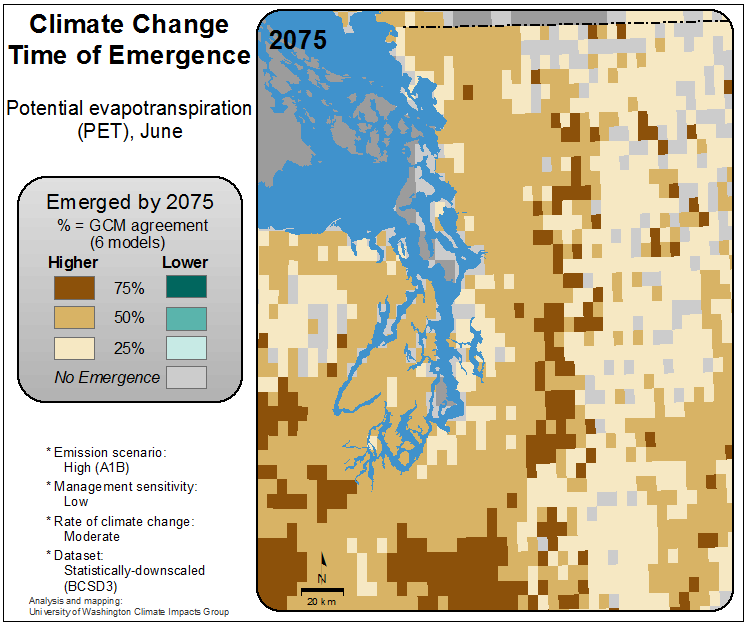 Climate Change
Time of Emergence
Potential evapotranspiration
(PET), June
Emerged by 2075
% = GCM agreement
(6 models)
Higher Lower
75%
50%
25%
No Emergence
* Emission scenario:
High (A1B)
* Management sensitivity:
Low
* Rate of climate change:
Moderate
* Dataset:
Statistically-downscaled
(BCSD3)
Analysis and mapping:
University of Washington Climate Impacts Group
2075
N
20 km